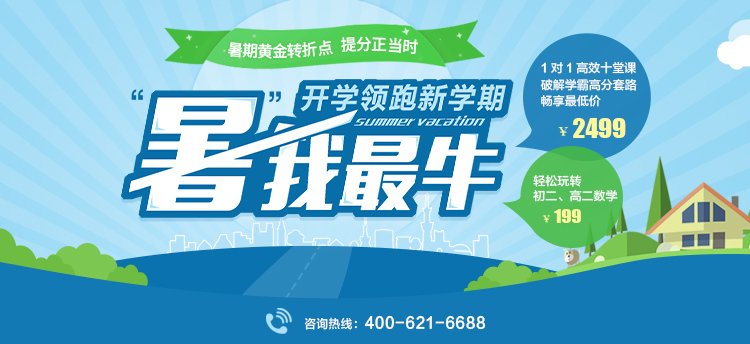 暑期黄金转折点 提分正当时
开学领跑新学期
summer vacation
“暑”我最牛
1对1高效十堂课
破解学霸高分套路
畅享最低价
¥ 2499
轻松玩转
初二、高二数学
¥ 199
咨询热线：400-621-6688